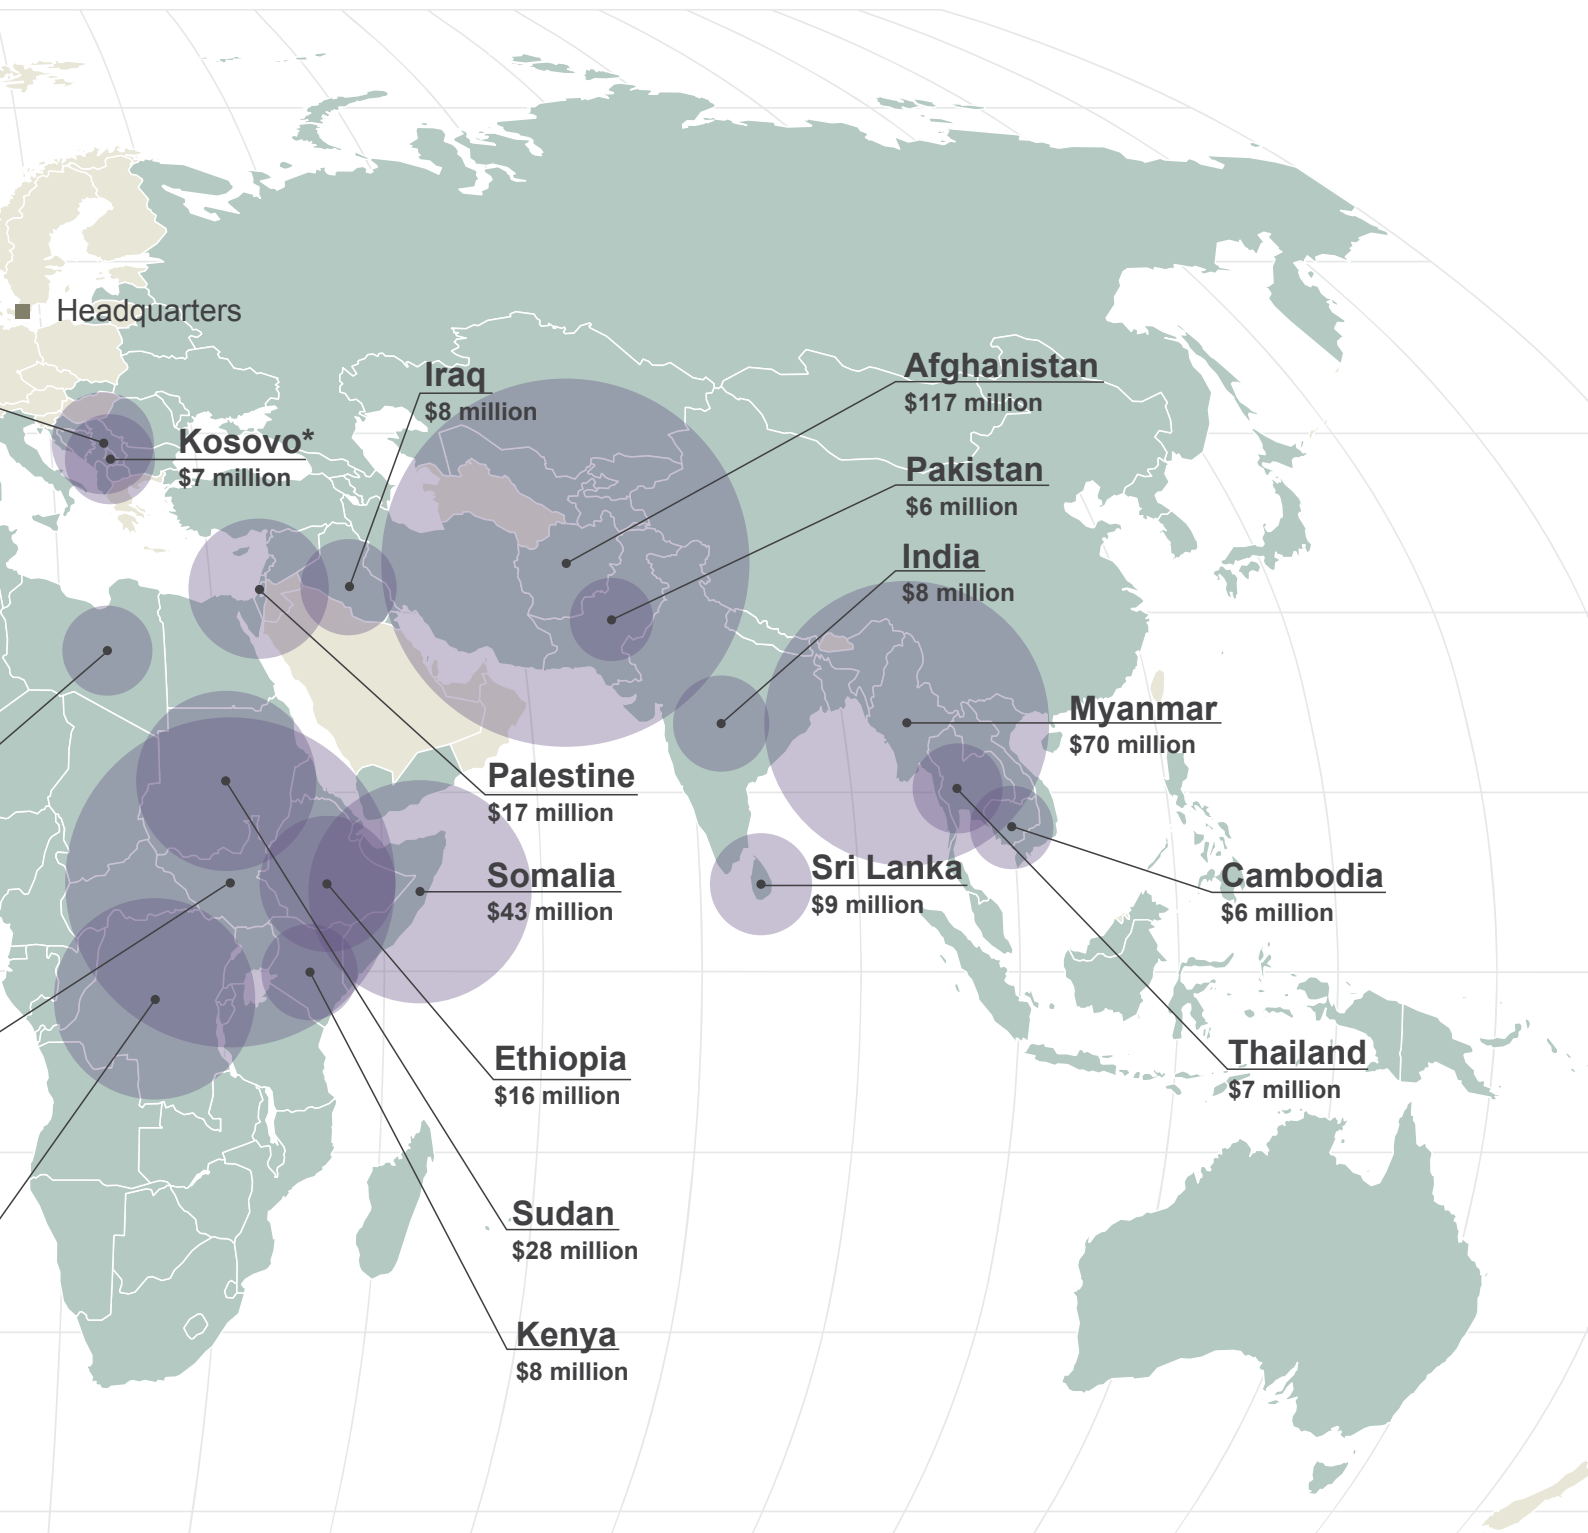 Headquarters
Iraq
$8 million
Kosovo*
$7 million
Afghanistan
$117 million
Pakistan
$6 million
India
$8 million
Myanmar
$70 million
Palestine
$17 million
Somalia
$43 million
Sri Lanka
$9 million
Cambodia
$6 million
Ethiopia
$16 million
Thailand
$7 million
Sudan
$28 million
Kenya
$8 million